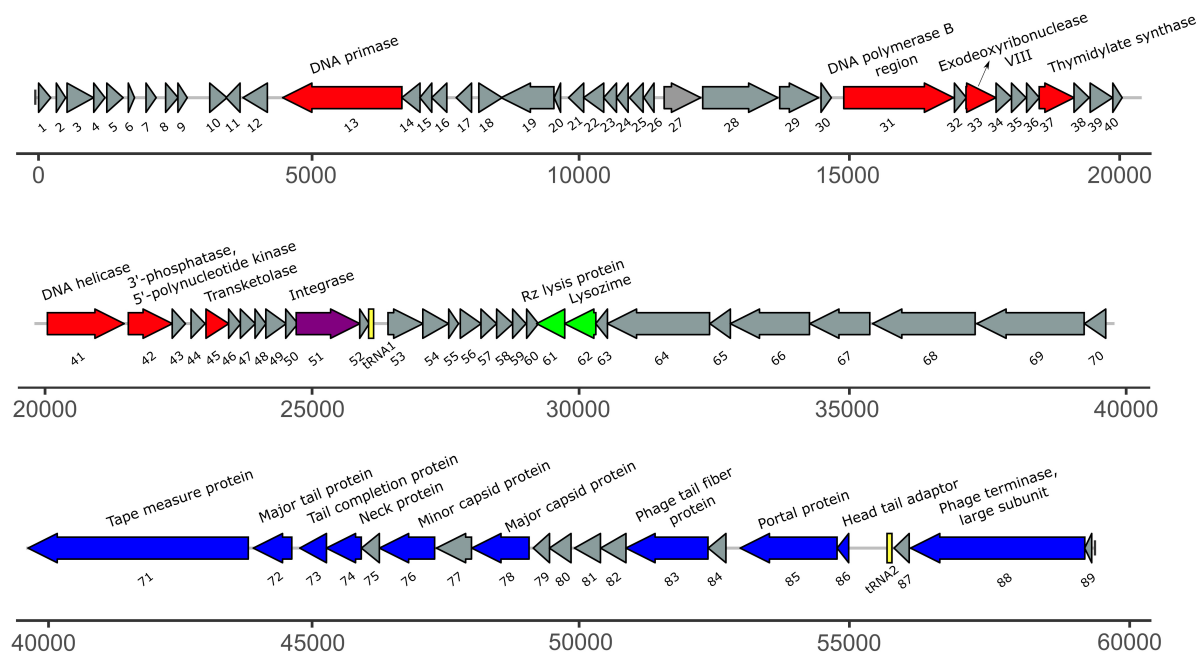 DNA primase
DNA polymerase B
region
Exodeoxyribonuclease
VIII
Thymidylate synthase
1 2 3 4 5 6 7 8 9 10 11 12 13 14 15 16 17 18 19 20 21 22 23 24 25 26 27 28 29 30 31 32 33 34 35 36 37 38 39 40
0 5000 10000 15000 20000
DNA helicase
3'-phosphatase,
5'-polynucleotide kinase
Transketolase
Integrase
Rz lysis protein
Lysozime
41 42 43 44 45 46 47 48 49 50 51 52 tRNA1 53 54 55 56 57 58 59 60 61 62 63 64 65 66 67 68 69 70
20000 25000 30000 35000 40000
Tape measure protein
Major tail protein
Tail completion protein
Neck protein
Minor capsid protein
Major capsid protein
Phage tail fiber
protein
Portal protein
Head tail adaptor
Phage terminase,
large subunit
71 72 73 74 75 76 77 78 79 80 81 82 83 84 85 86 tRNA2 87 88 89
40000 45000 50000 55000 60000